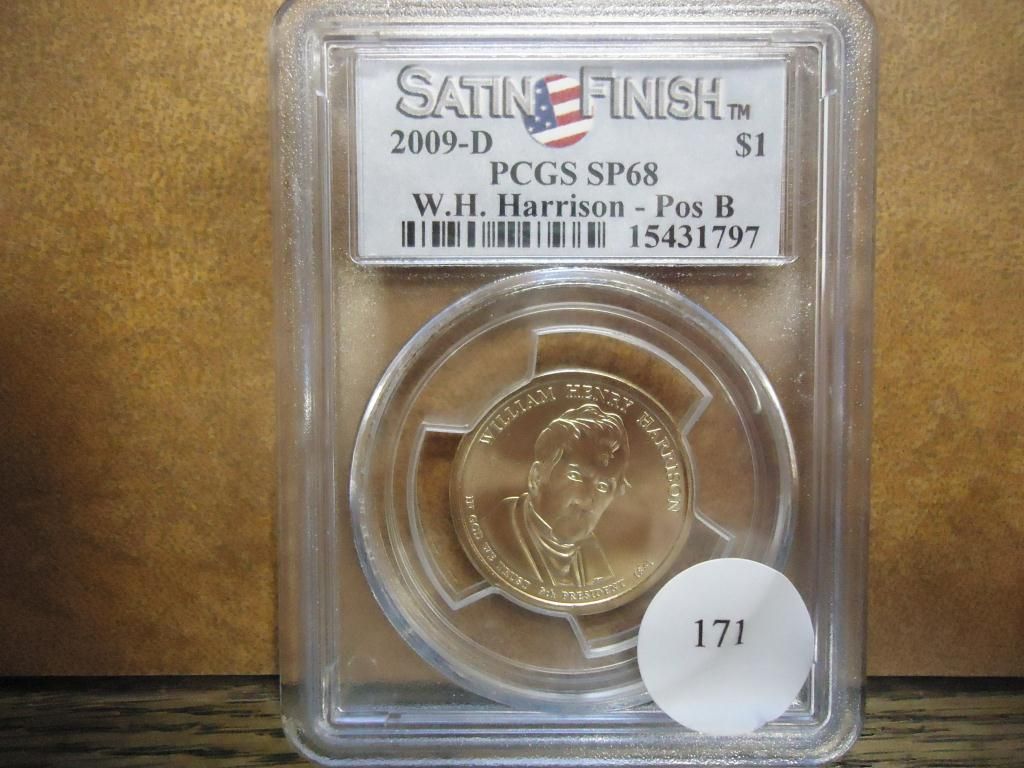 SATIN FINISH™
2009-D $1
PCGS SP68
W.H. Harrison - Pos B
15431797
WILLIAM HENRY HARRISON
IN GOD WE TRUST 9th PRESIDENT 1841
171